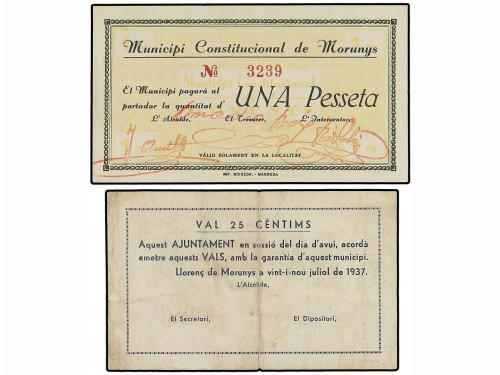 Municipi Constitucional de Morunys
Nº 3239
El Municipi pagarà al
portador la quantitat d' UNA Pesseta
L'Alcalde, El Tresorer, L'Interventor,
VÀLID SOLAMENT EN LA LOCALITAT
IMP. BOIXEDA. - MANRESA
VAL 25 CÈNTIMS
Aquest AJUNTAMENT en sessió del dia d'avui, acordà
emetre aquests VALS, amb la garantía d'aquest municipi.
Llorenç de Morunys a vint-i-nou juliol de 1937.
L'Alcalde,
El Secretari, El Dipositari,